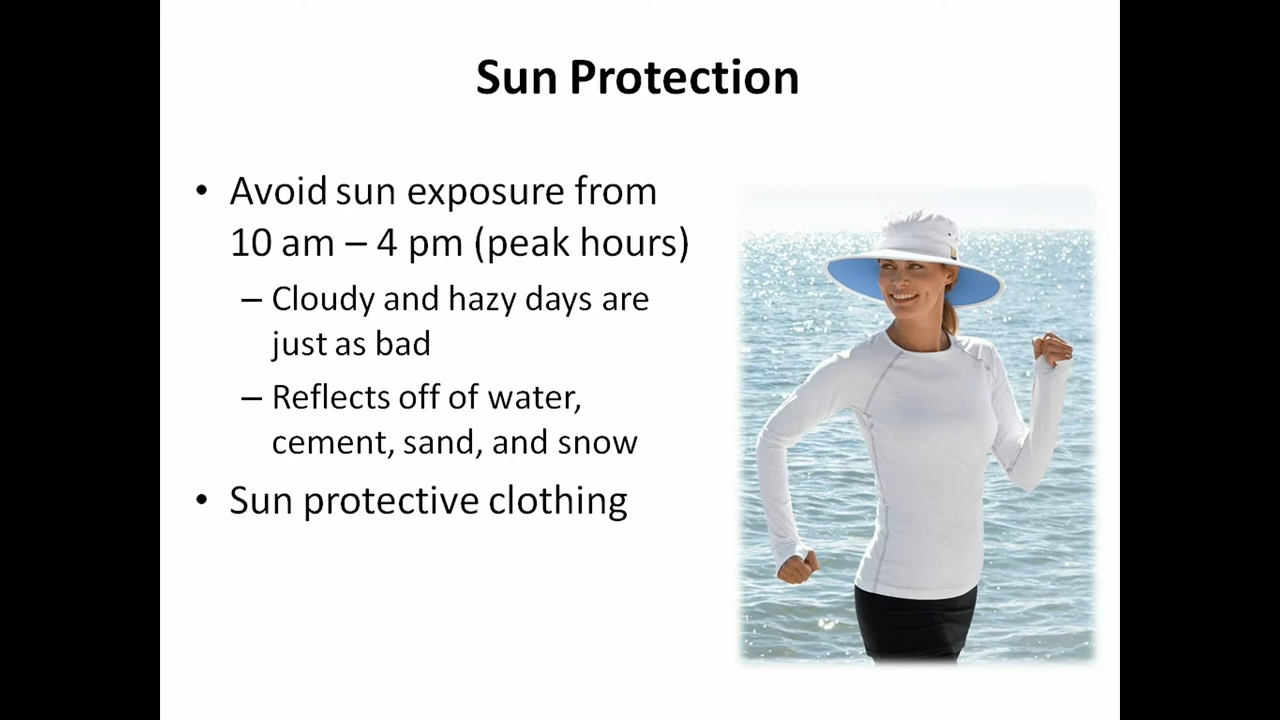 Sun Protection
• Avoid sun exposure from
10 am – 4 pm (peak hours)
– Cloudy and hazy days are
just as bad
– Reflects off of water,
cement, sand, and snow
• Sun protective clothing